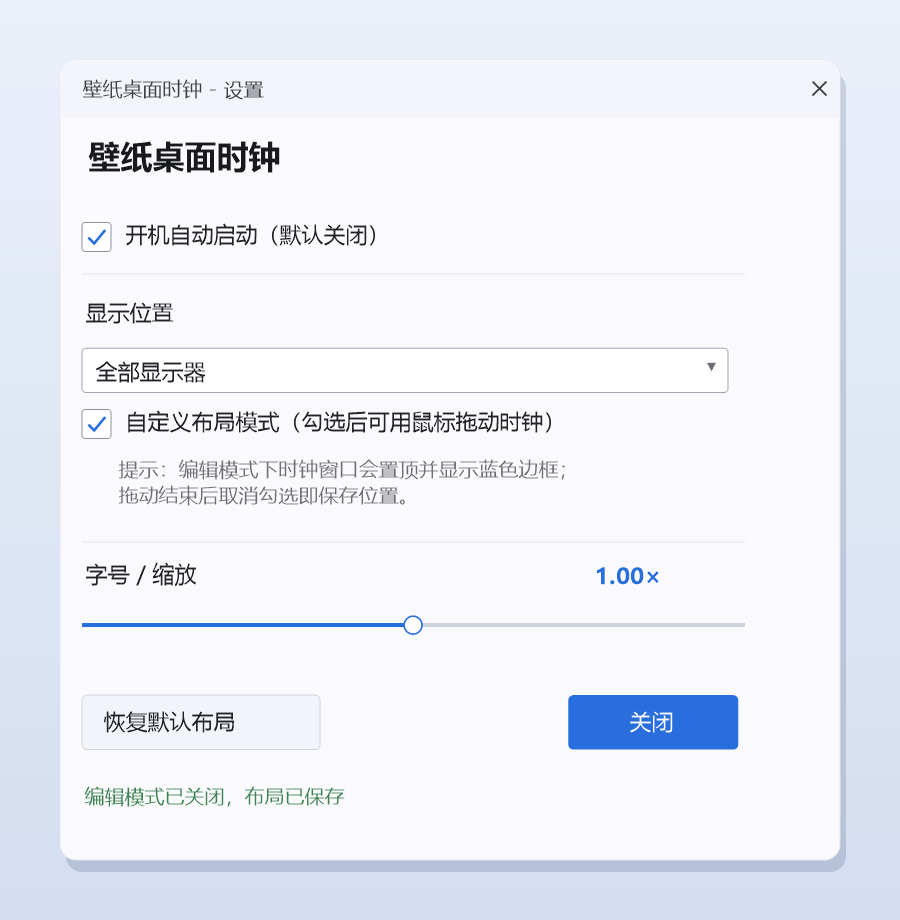 壁纸桌面时钟 - 设置
壁纸桌面时钟
开机自动启动（默认关闭）
显示位置
全部显示器
自定义布局模式（勾选后可用鼠标拖动时钟）
提示：编辑模式下时钟窗口会置顶并显示蓝色边框；
拖动结束后取消勾选即保存位置。
字号 / 缩放
1.00×
恢复默认布局
关闭
编辑模式已关闭，布局已保存